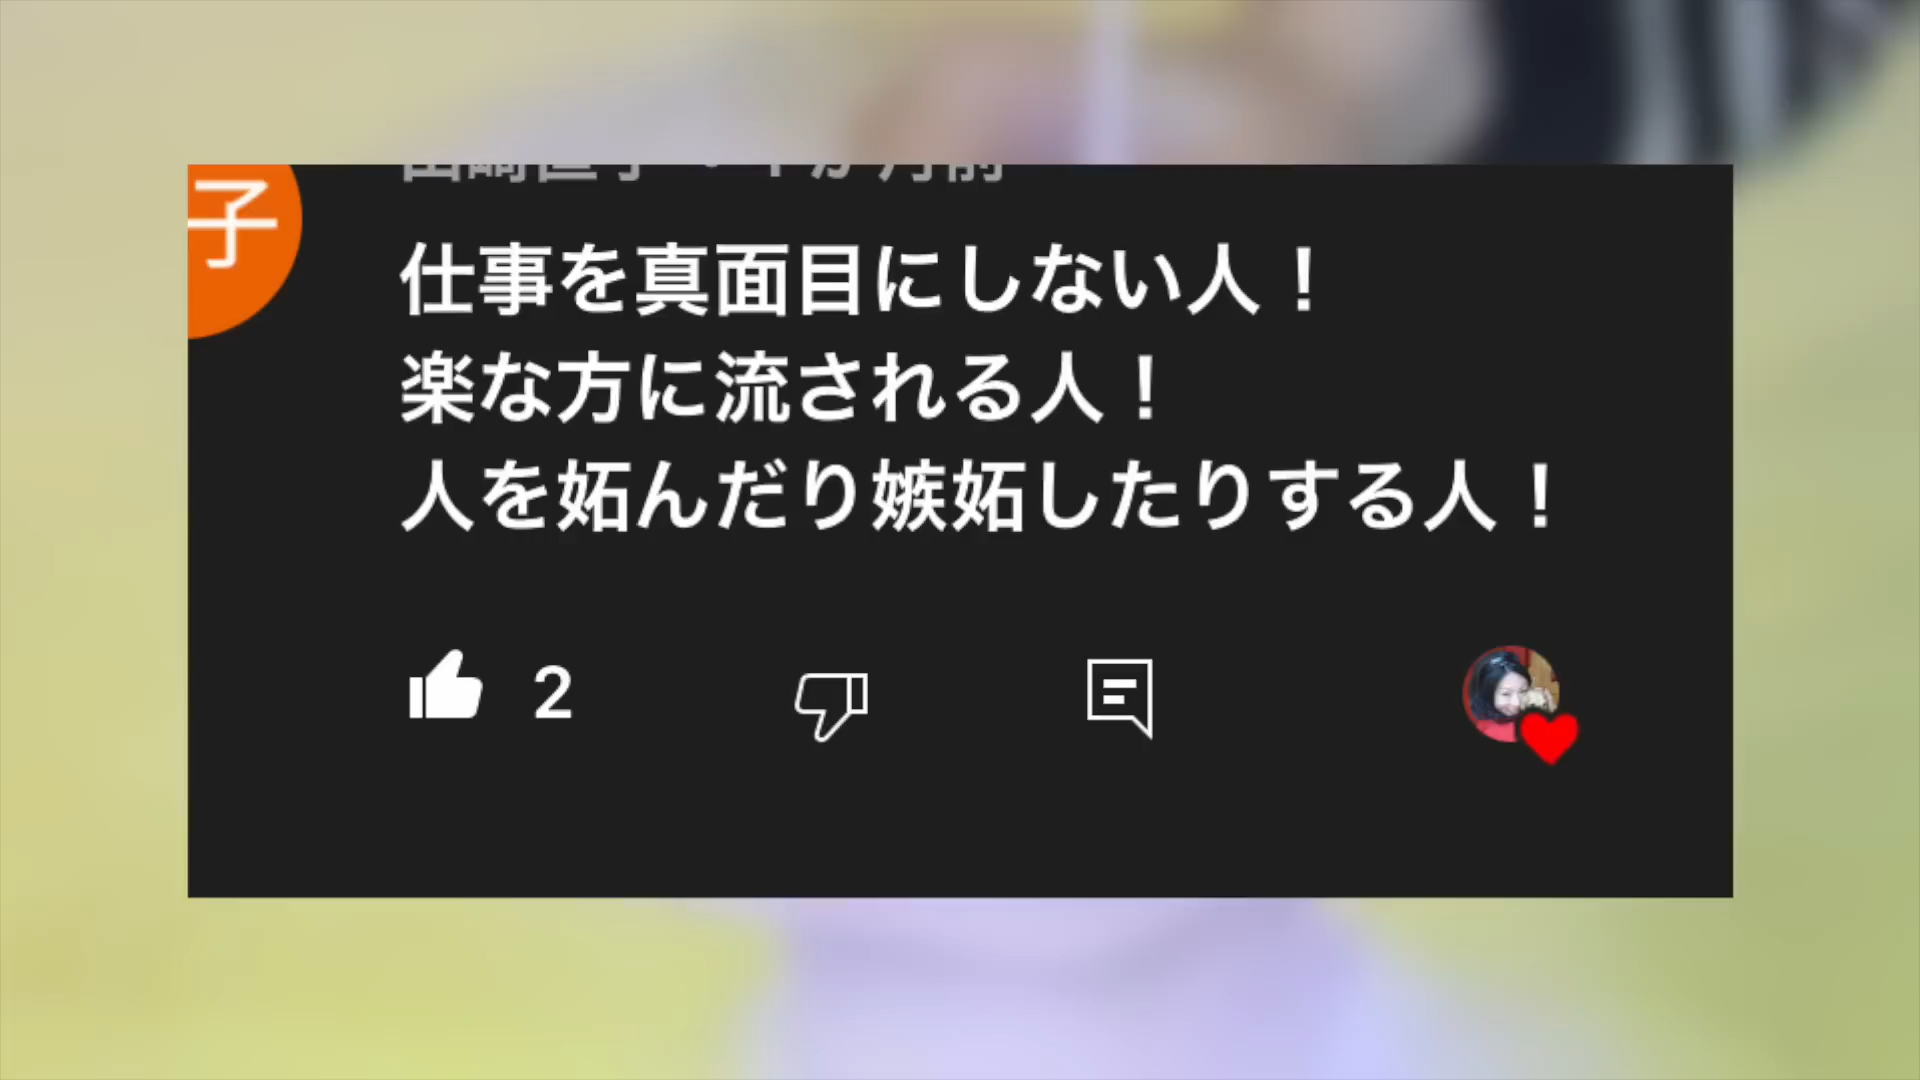 子
仕事を真面目にしない人！
楽な方に流される人！
人を妬んだり嫉妬したりする人！
2